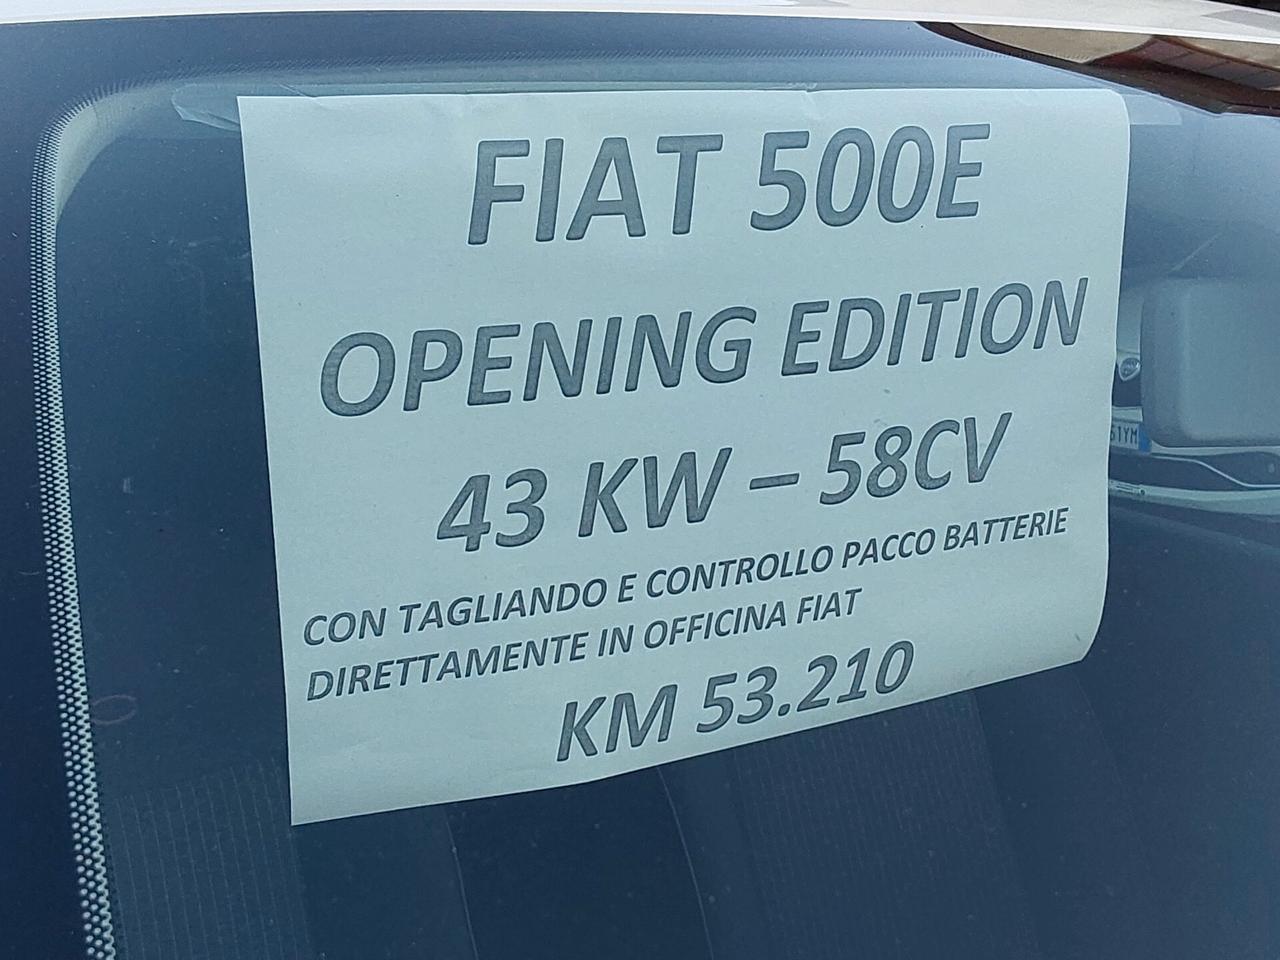 FIAT 500E
OPENING EDITION
43 KW – 58CV
CON TAGLIANDO E CONTROLLO PACCO BATTERIE
DIRETTAMENTE IN OFFICINA FIAT
KM 53.210